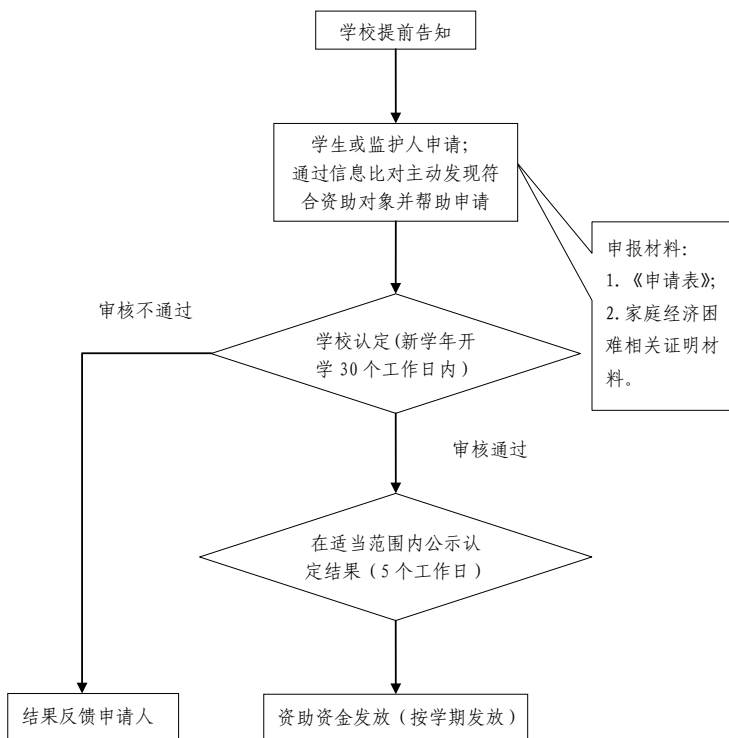 学校提前告知
学生或监护人申请;
通过信息比对主动发现符
合资助对象并帮助申请
申报材料:
1. 《申请表》;
2. 家庭经济困
难相关证明材
料。
审核不通过
学校认定(新学年开
学 30 个工作日内)
审核通过
在适当范围内公示认
定结果(5 个工作日)
结果反馈申请人
资助资金发放(按学期发放)